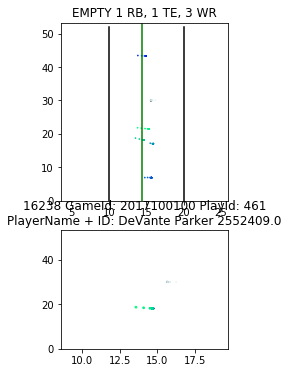 EMPTY 1 RB, 1 TE, 3 WR
50
40
30
20
10
0
5 10 15 20 25
16238 GameId: 2017100100 PlayId: 461
PlayerName + ID: DeVante Parker 2552409.0
40
20
0
10.0 12.5 15.0 17.5